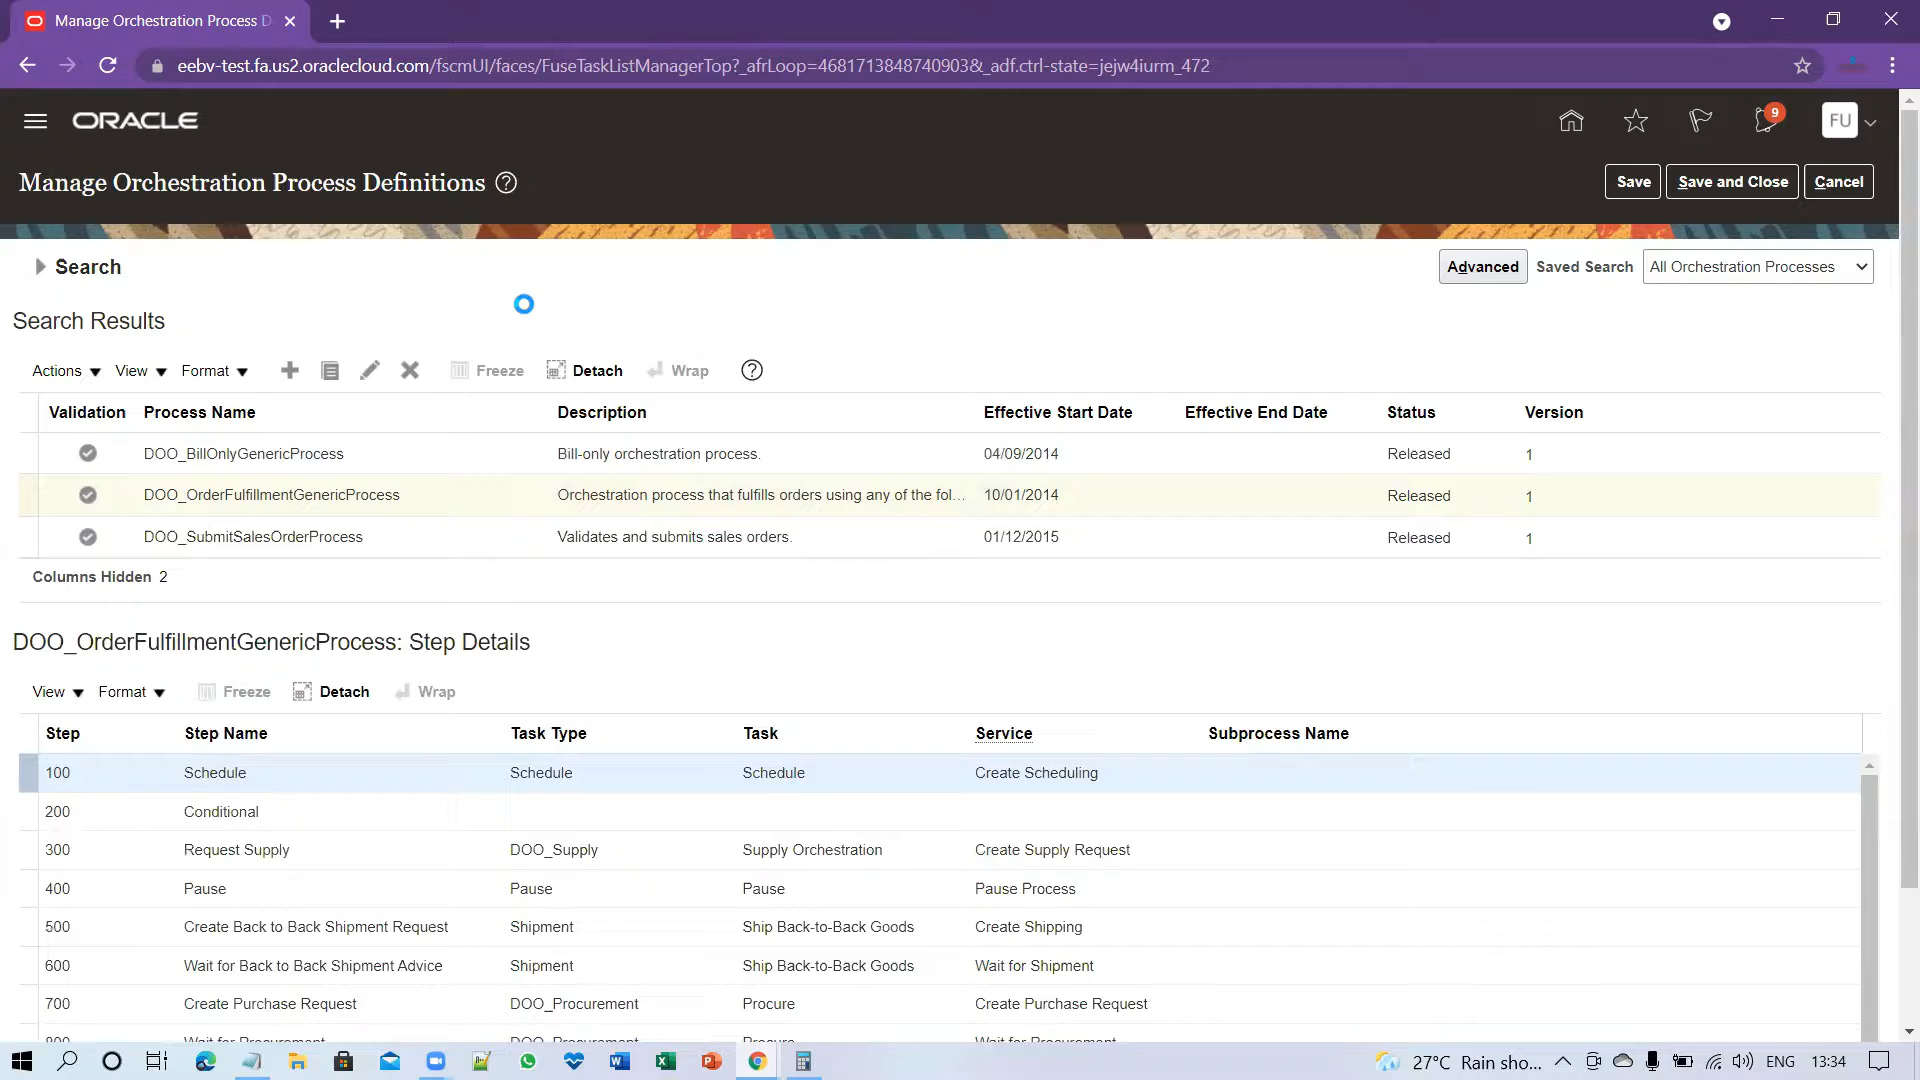 Manage Orchestration Process D
eebv-test.fa.us2.oraclecloud.com/fscmUI/faces/FuseTaskListManagerTop?_afrLoop=4681713848740903&_adf.ctrl-state=jejw4iurm_472
ORACLE
9
FU
Manage Orchestration Process Definitions
Save Save and Close Cancel
Search
Advanced Saved Search All Orchestration Processes
Search Results
Actions View Format Freeze Detach Wrap
Validation Process Name Description Effective Start Date Effective End Date Status Version
DOO_BillOnlyGenericProcess Bill-only orchestration process. 04/09/2014 Released 1
DOO_OrderFulfillmentGenericProcess Orchestration process that fulfills orders using any of the fol... 10/01/2014 Released 1
DOO_SubmitSalesOrderProcess Validates and submits sales orders. 01/12/2015 Released 1
Columns Hidden 2
DOO_OrderFulfillmentGenericProcess: Step Details
View Format Freeze Detach Wrap
Step Step Name Task Type Task Service Subprocess Name
100 Schedule Schedule Schedule Create Scheduling
200 Conditional
300 Request Supply DOO_Supply Supply Orchestration Create Supply Request
400 Pause Pause Pause Pause Process
500 Create Back to Back Shipment Request Shipment Ship Back-to-Back Goods Create Shipping
600 Wait for Back to Back Shipment Advice Shipment Ship Back-to-Back Goods Wait for Shipment
700 Create Purchase Request DOO_Procurement Procure Create Purchase Request
800 Wait for Procurement DOO_Procurement Procure Wait for Procurement
27°C Rain sho... ENG 13:34